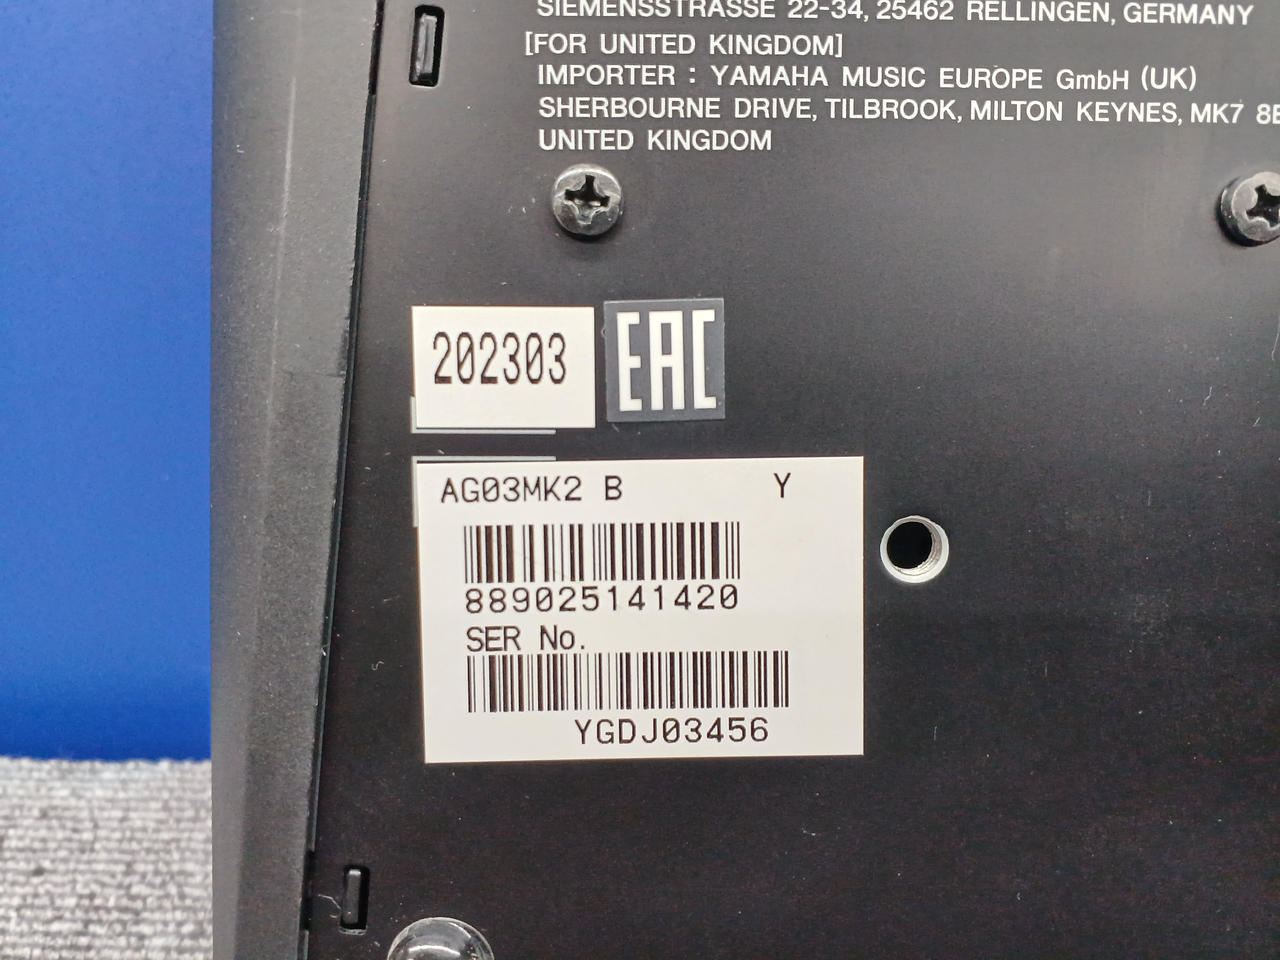 SIEMENSSTRASSE 22-34, 25462 RELLINGEN, GERMANY
[FOR UNITED KINGDOM]
IMPORTER : YAMAHA MUSIC EUROPE GmbH (UK)
SHERBOURNE DRIVE, TILBROOK, MILTON KEYNES, MK7
UNITED KINGDOM
202303
EAC
AG03MK2 B Y
889025141420
SER No.
YGDJ03456